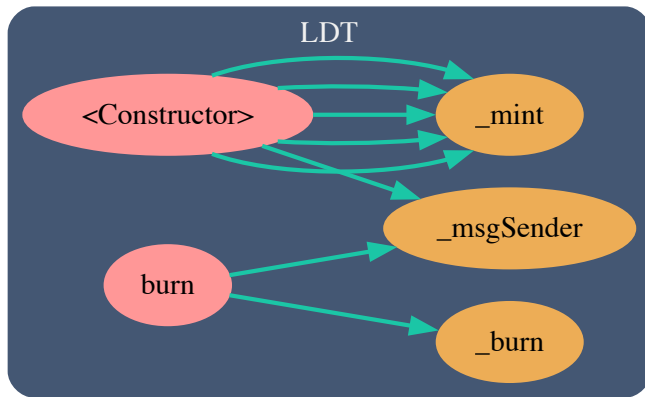 LDT
<Constructor>
_mint
_msgSender
burn
_burn